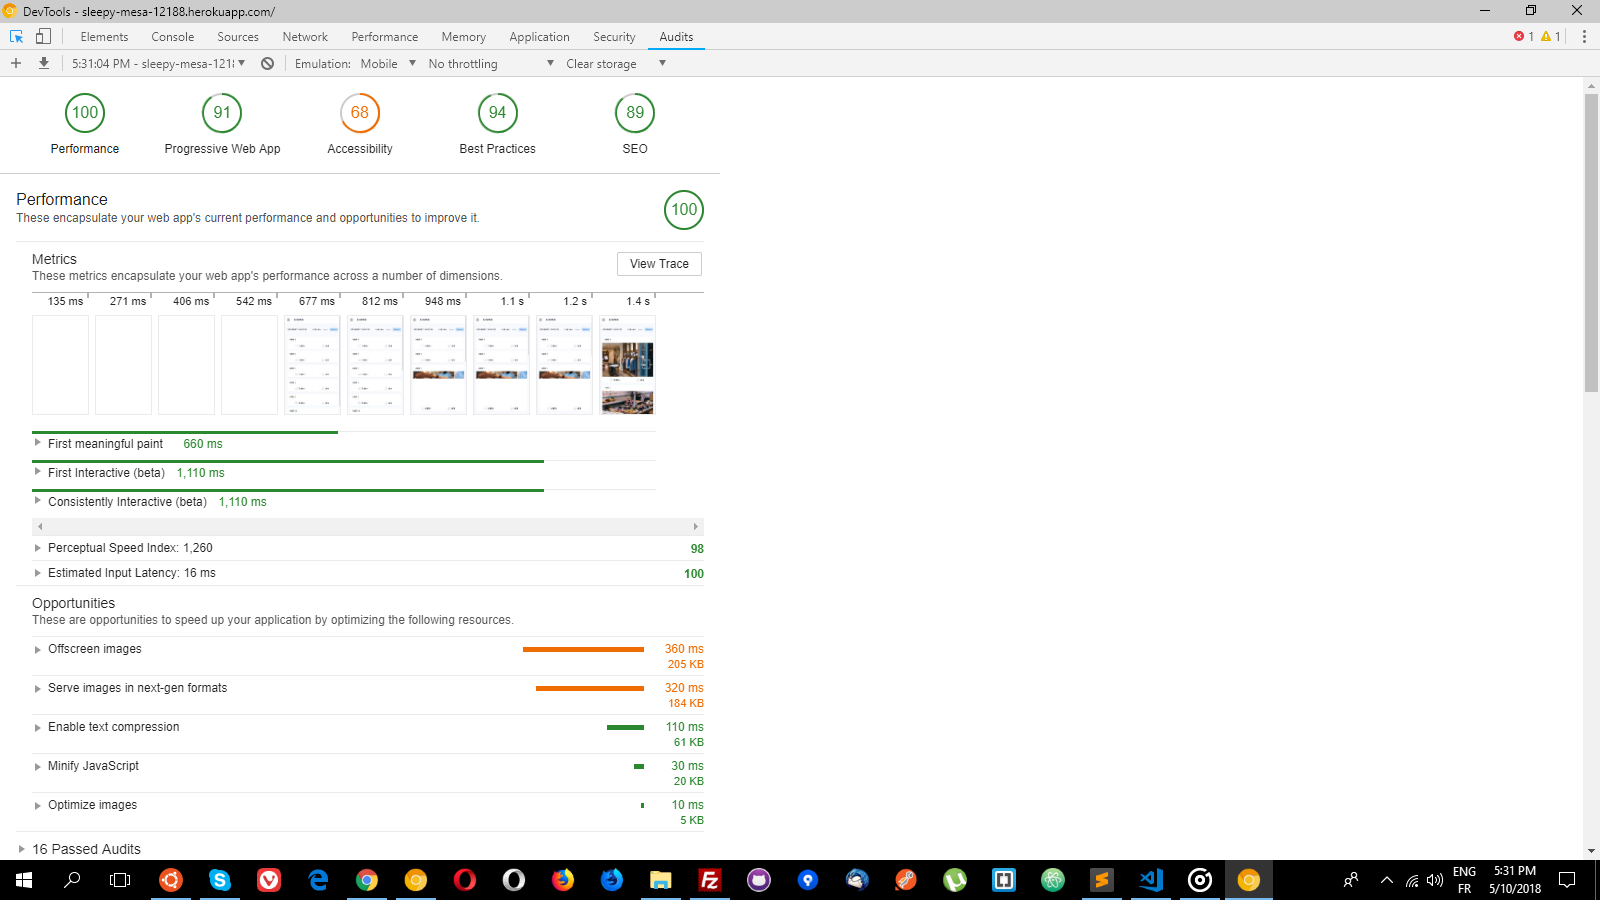 DevTools - sleepy-mesa-12188.herokuapp.com/
Elements Console Sources Network Performance Memory Application Security Audits 1 1
5:31:04 PM - sleepy-mesa-121 Emulation: Mobile No throttling Clear storage
100 91 68 94 89
Performance Progressive Web App Accessibility Best Practices SEO
Performance
These encapsulate your web app's current performance and opportunities to improve it.
100
Metrics
These metrics encapsulate your web app's performance across a number of dimensions.
View Trace
135 ms 271 ms 406 ms 542 ms 677 ms 812 ms 948 ms 1.1 s 1.2 s 1.4 s
First meaningful paint 660 ms
First Interactive (beta) 1,110 ms
Consistently Interactive (beta) 1,110 ms
Perceptual Speed Index: 1,260 98
Estimated Input Latency: 16 ms 100
Opportunities
These are opportunities to speed up your application by optimizing the following resources.
Offscreen images 360 ms
205 KB
Serve images in next-gen formats 320 ms
184 KB
Enable text compression 110 ms
61 KB
Minify JavaScript 30 ms
20 KB
Optimize images 10 ms
5 KB
16 Passed Audits
ENG 5:31 PM
FR 5/10/2018